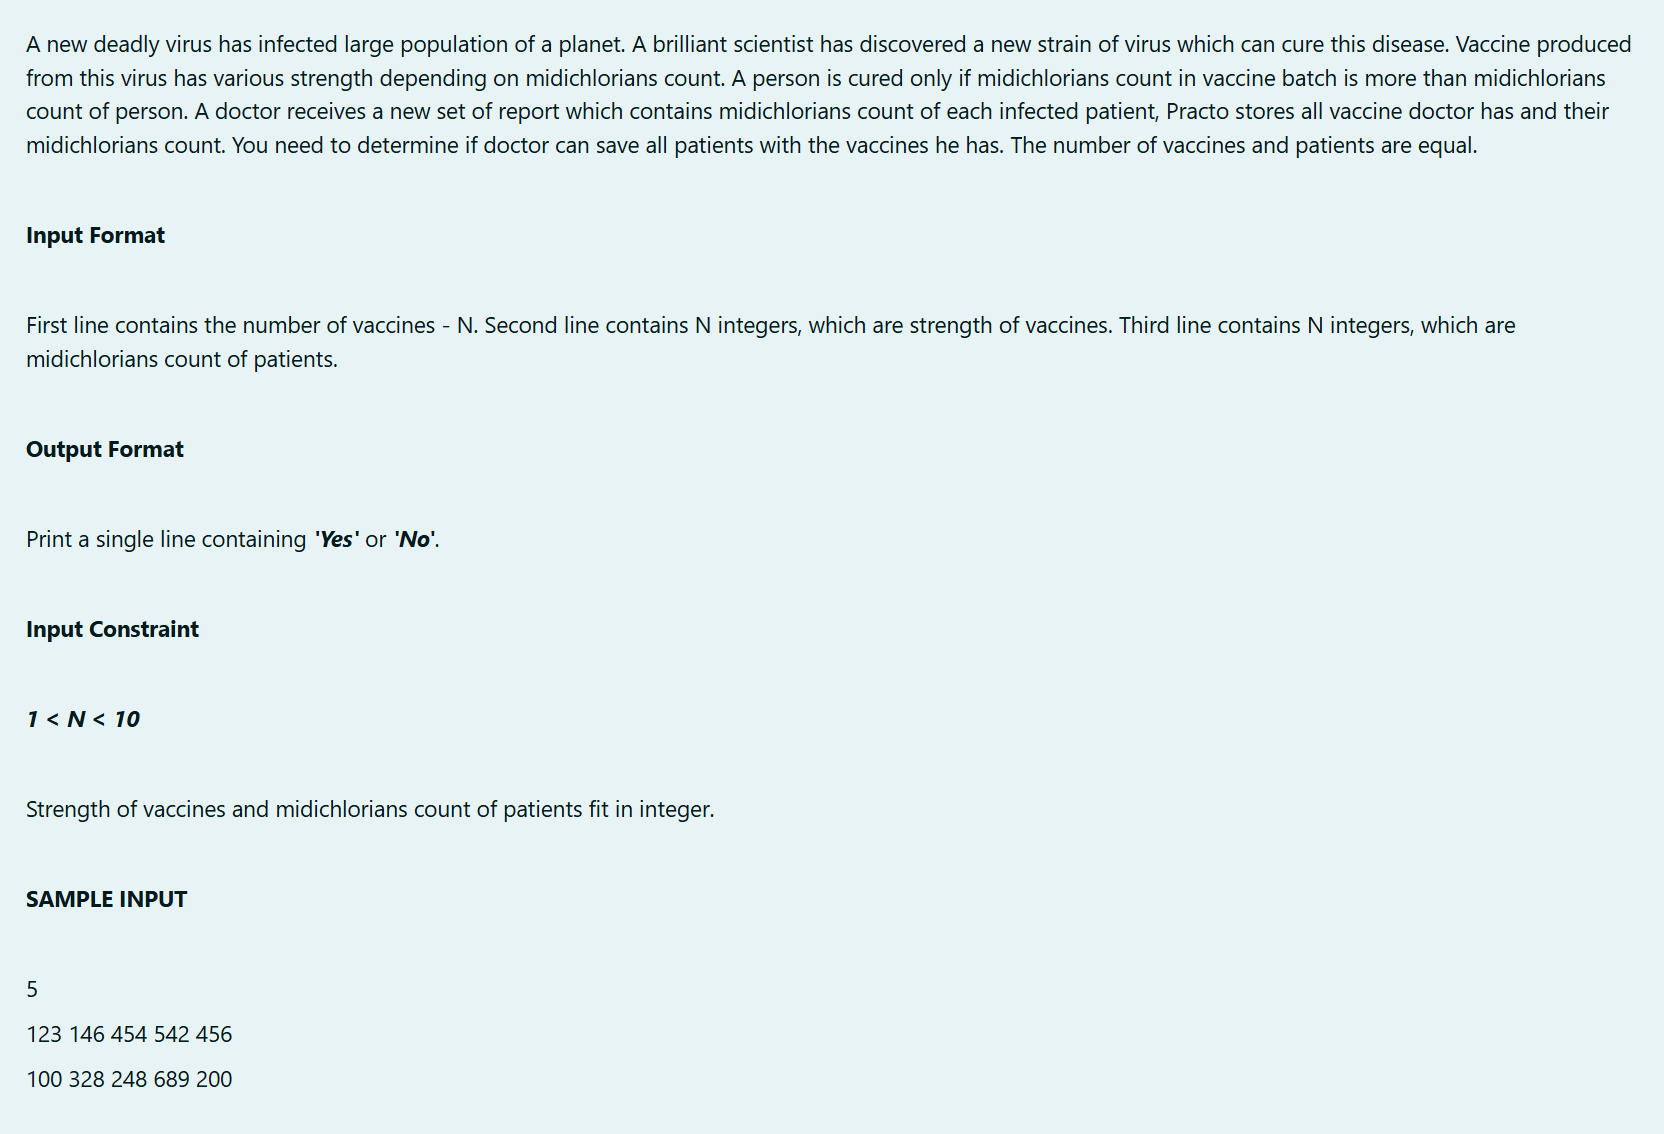 A new deadly virus has infected large population of a planet. A brilliant scientist has discovered a new strain of virus which can cure this disease. Vaccine produced
from this virus has various strength depending on midichlorians count. A person is cured only if midichlorians count in vaccine batch is more than midichlorians
count of person. A doctor receives a new set of report which contains midichlorians count of each infected patient, Practo stores all vaccine doctor has and their
midichlorians count. You need to determine if doctor can save all patients with the vaccines he has. The number of vaccines and patients are equal.
Input Format
First line contains the number of vaccines - N. Second line contains N integers, which are strength of vaccines. Third line contains N integers, which are
midichlorians count of patients.
Output Format
Print a single line containing 'Yes' or 'No'.
Input Constraint
1 < N < 10
Strength of vaccines and midichlorians count of patients fit in integer.
SAMPLE INPUT
5
123 146 454 542 456
100 328 248 689 200